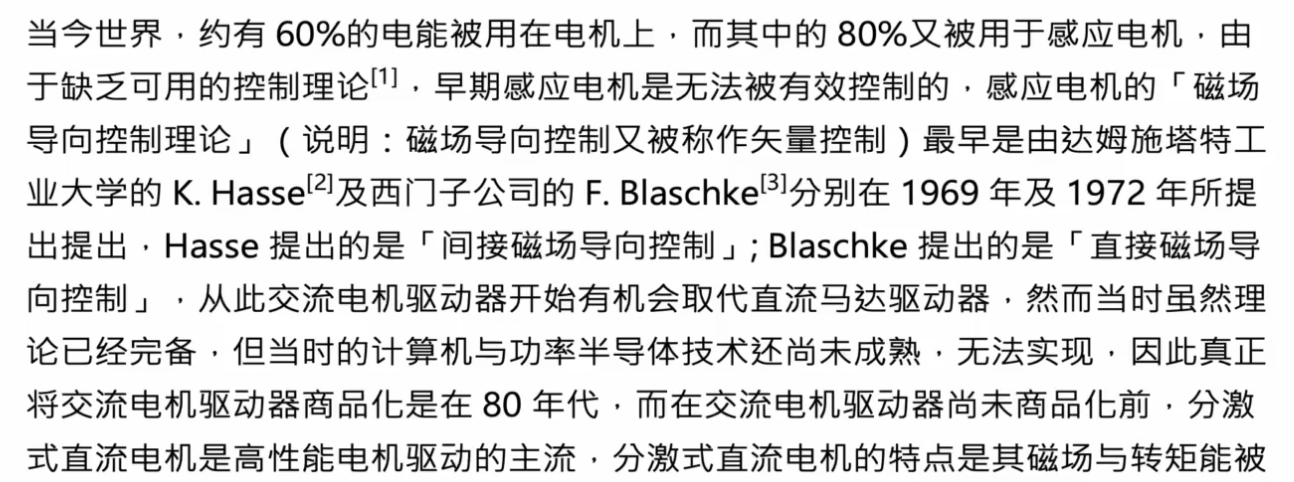 当今世界，约有 60%的电能被用在电机上，而其中的 80%又被用于感应电机，由
于缺乏可用的控制理论[1]，早期感应电机是无法被有效控制的，感应电机的「磁场
导向控制理论」（说明：磁场导向控制又被称作矢量控制）最早是由达姆施塔特工
业大学的 K. Hasse[2]及西门子公司的 F. Blaschke[3]分别在 1969 年及 1972 年所提
出提出，Hasse 提出的是「间接磁场导向控制」; Blaschke 提出的是「直接磁场导
向控制」，从此交流电机驱动器开始有机会取代直流马达驱动器，然而当时虽然理
论已经完备，但当时的计算机与功率半导体技术还尚未成熟，无法实现，因此真正
将交流电机驱动器商品化是在 80 年代，而在交流电机驱动器尚未商品化前，分激
式直流电机是高性能电机驱动的主流，分激式直流电机的特点是其磁场与转矩能被